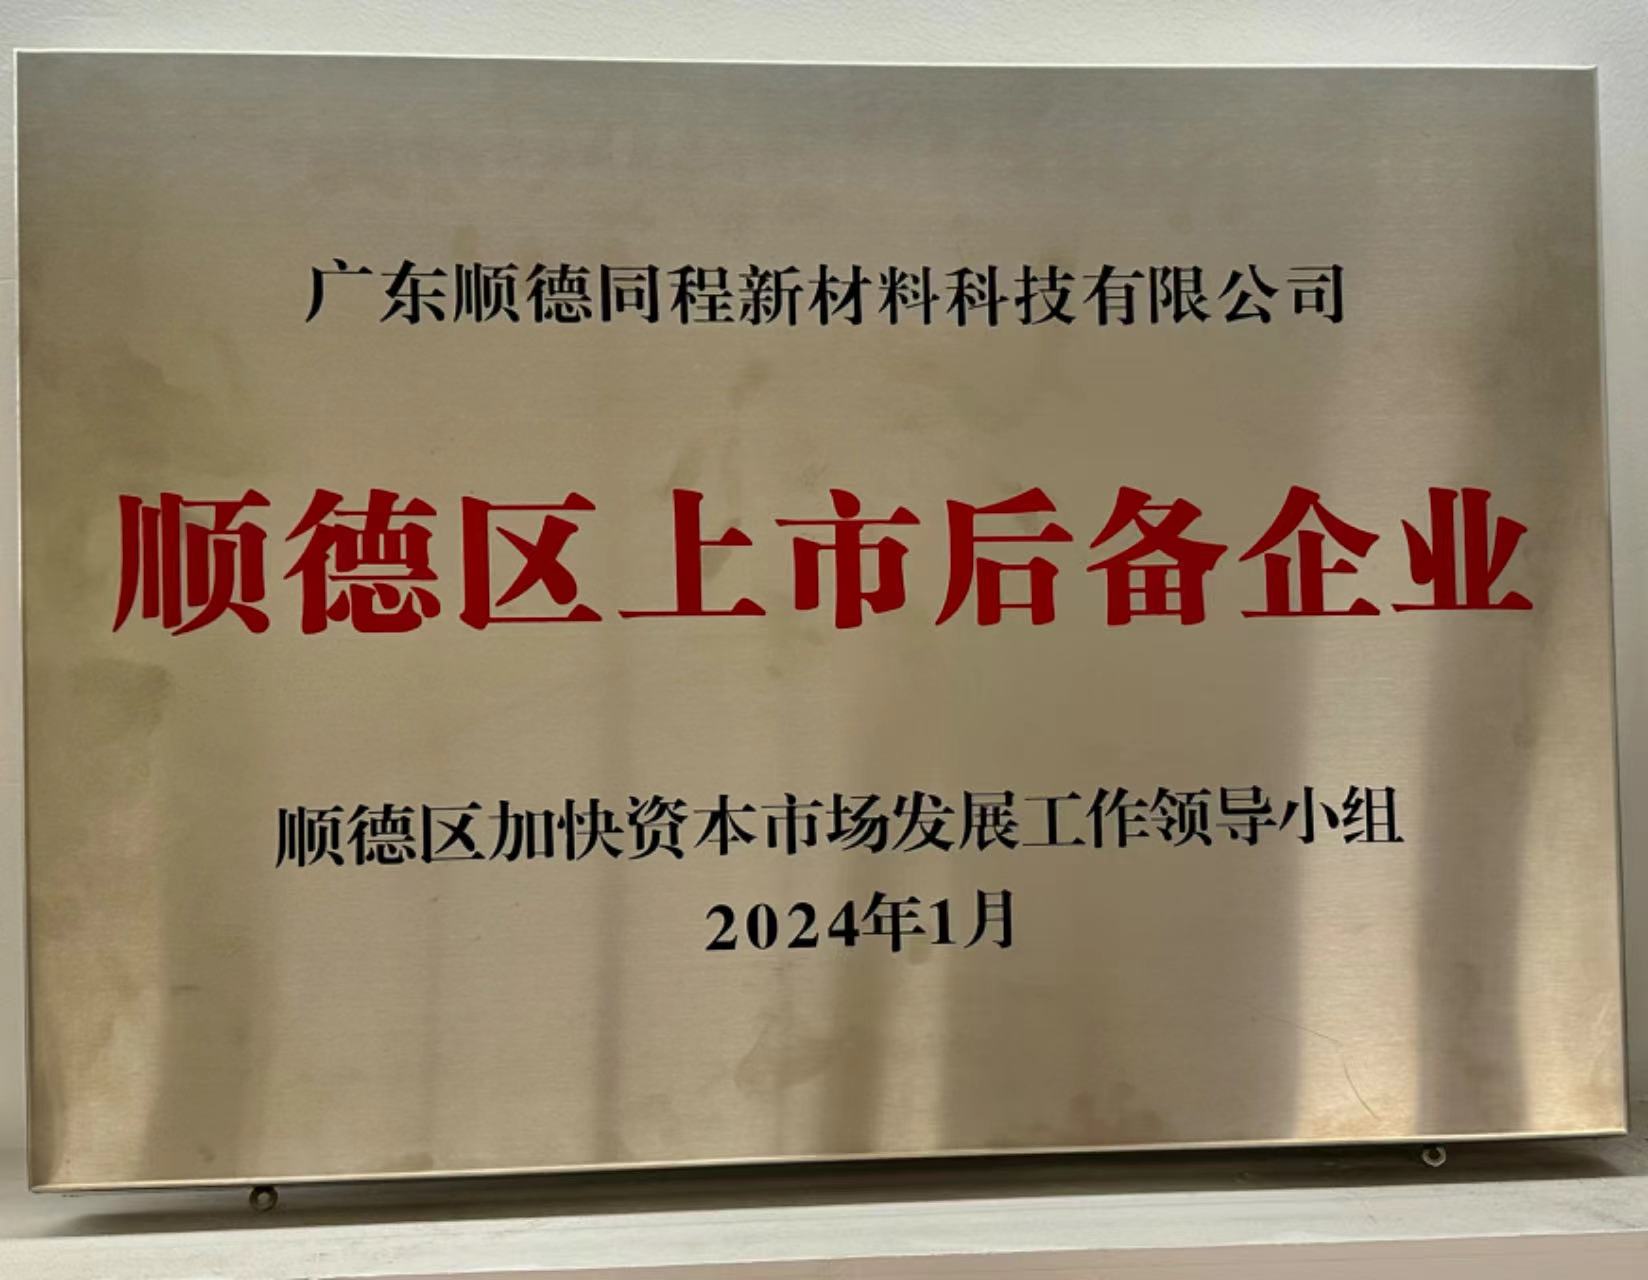 广东顺德同程新材料科技有限公司
顺德区上市后备企业
顺德区加快资本市场发展工作领导小组
2024年1月